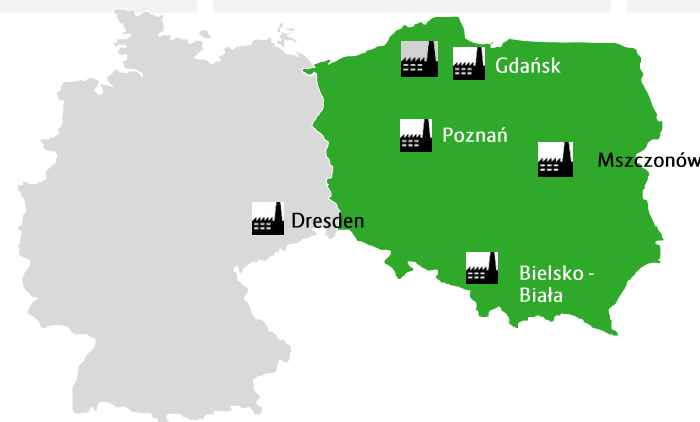 Gdańsk
Poznań
Mszczonów
Dresden
Bielsko -
Biała